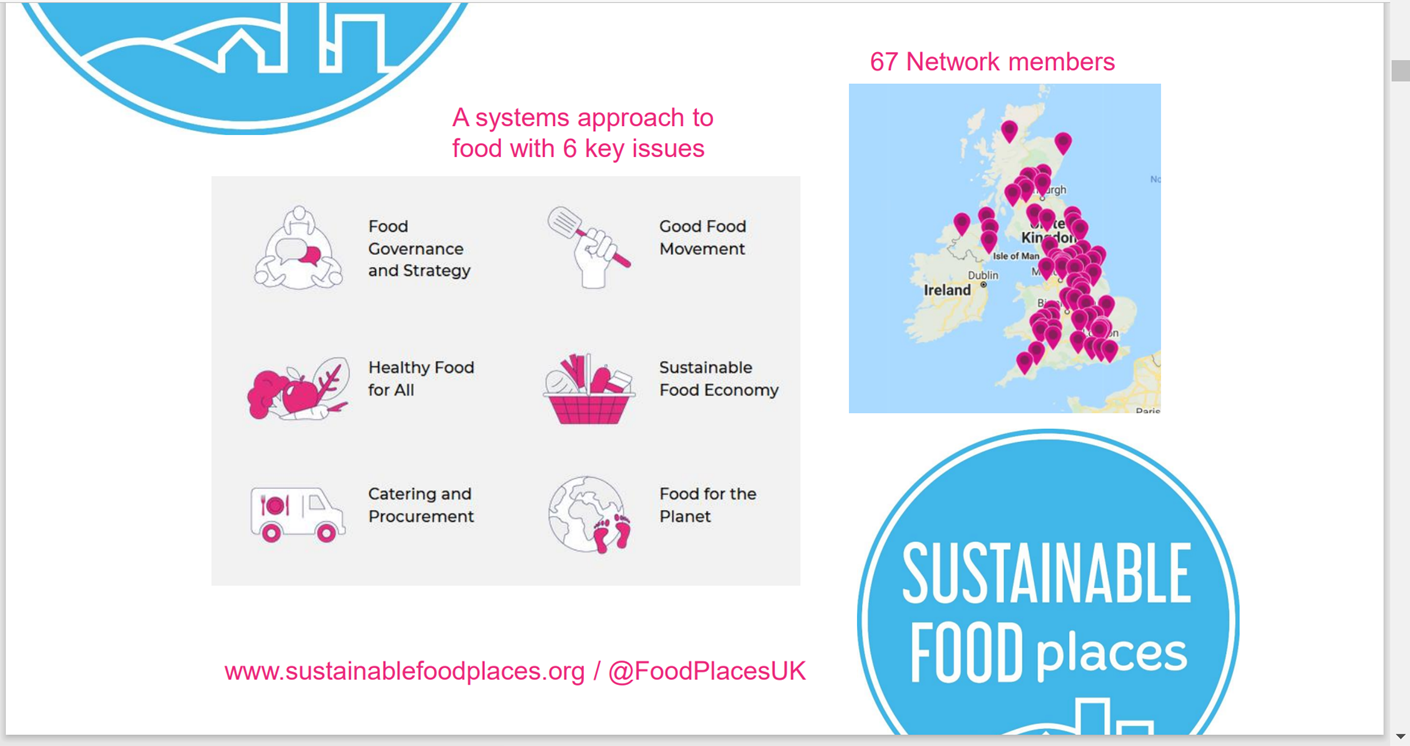 67 Network members
A systems approach to
food with 6 key issues
Food
Governance
and Strategy
Good Food
Movement
Healthy Food
for All
Sustainable
Food Economy
Catering and
Procurement
Food for the
Planet
Kingdom
Isle of Man
Dublin
Ireland
Paris
SUSTAINABLE
FOOD places
www.sustainablefoodplaces.org / @FoodPlacesUK